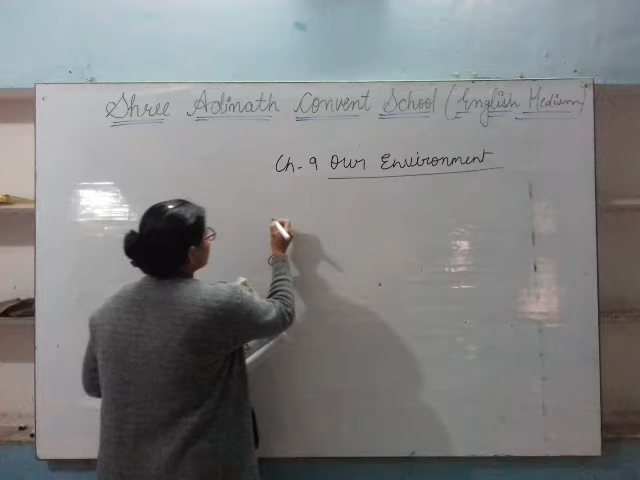 Shree Adinath Convent School (English Medium)
Ch-9 Our Environment